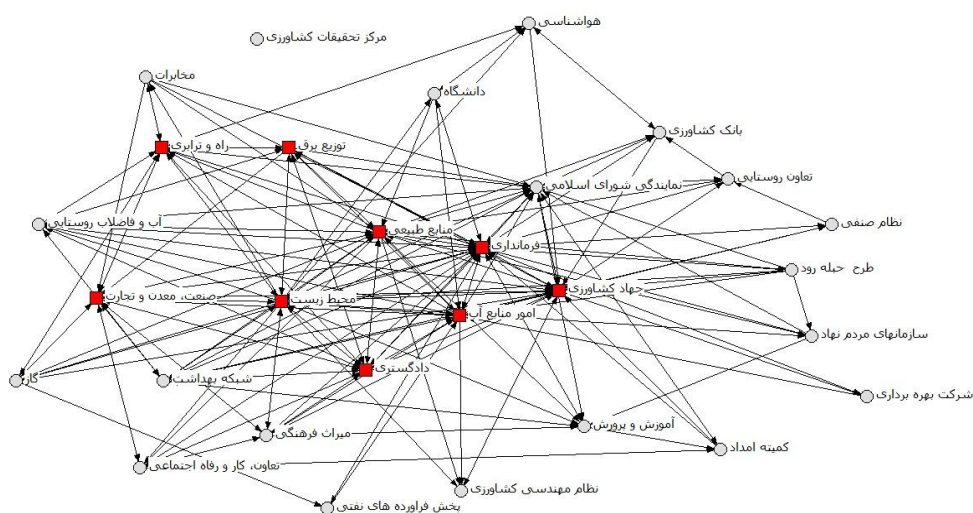 هواشناسی
مرکز تحقیقات کشاورزی
مخابرات
دانشگاه
بانک کشاورزی
راه و ترابری
توزیع برق
تعاون روستایی
نمایندگی شورای اسلامی
آب و فاضلاب روستایی
منابع طبیعی
نظام صنفی
فرمانداری
طرح حبله رود
جهاد کشاورزی
صنعت، معدن و تجارت
محیط زیست
امور منابع آب
سازمانهای مردم نهاد
دادگستری
گاز
شبکه بهداشت
شرکت بهره برداری
آموزش و پرورش
میراث فرهنگی
کمیته امداد
تعاون، کار و رفاه اجتماعی
نظام مهندسی کشاورزی
پخش فراورده های نفتی